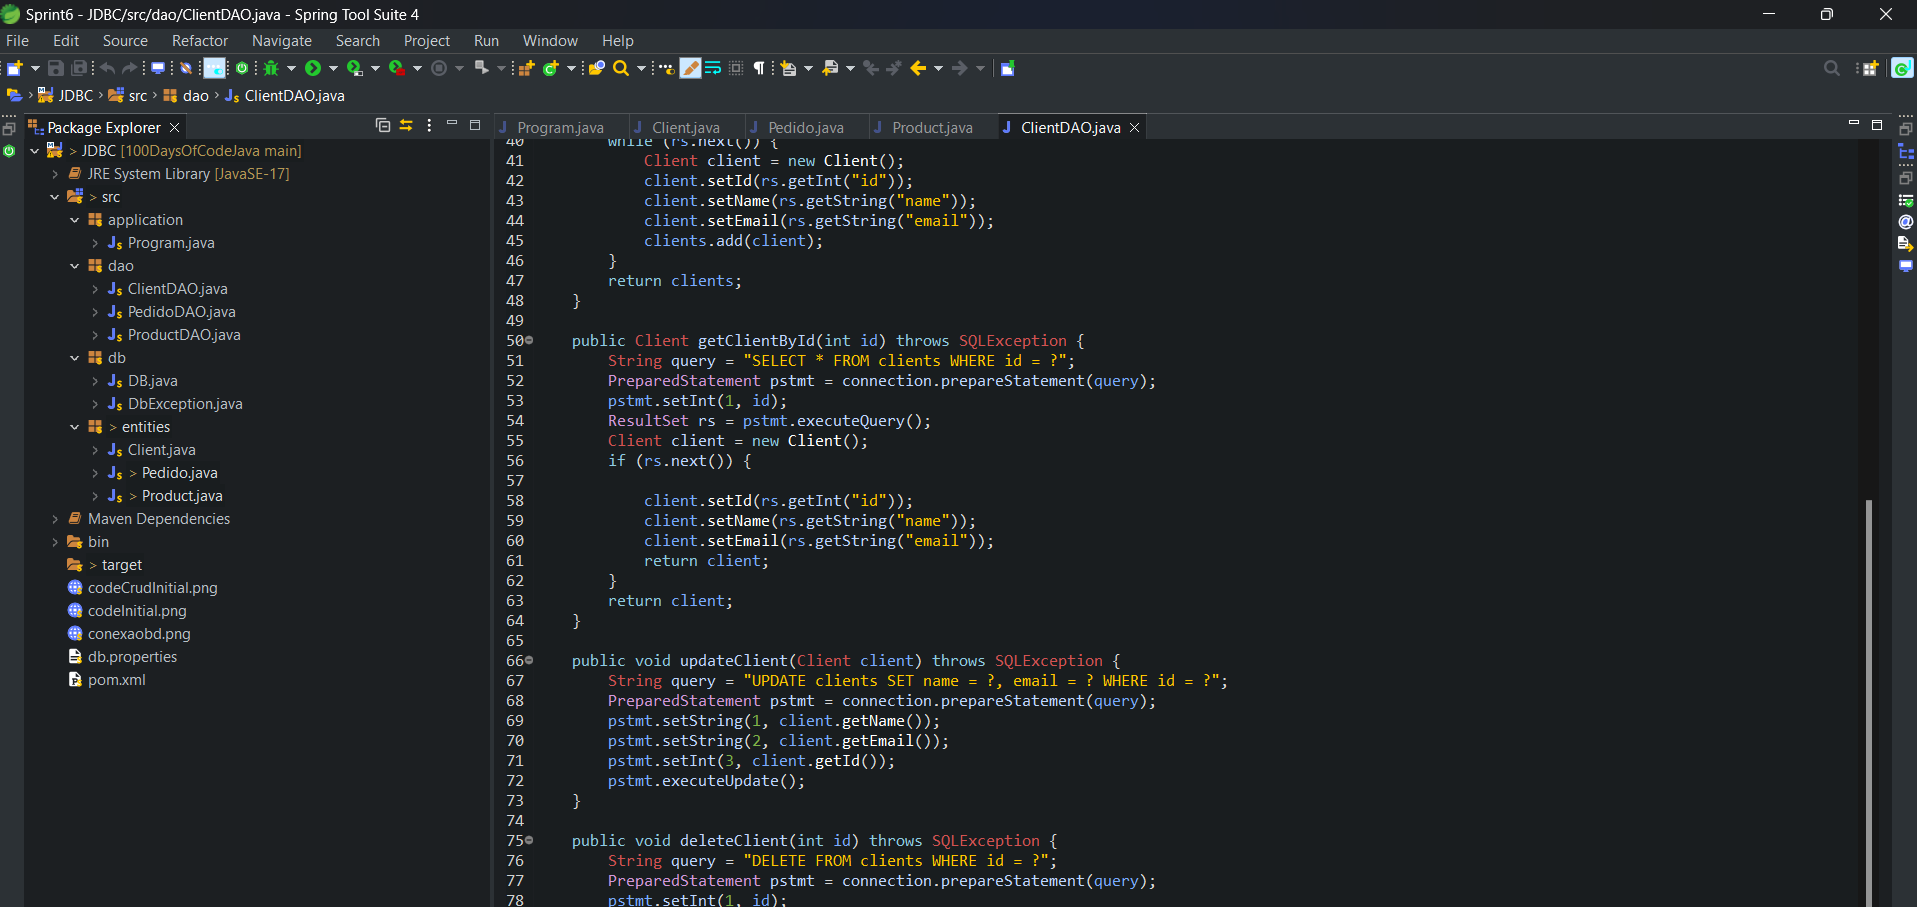 Sprint6 - JDBC/src/dao/ClientDAO.java - Spring Tool Suite 4
File Edit Source Refactor Navigate Search Project Run Window Help
JDBC > src > dao > ClientDAO.java
Package Explorer
> JDBC [100DaysOfCodeJava main]
JRE System Library [JavaSE-17]
> src
application
Program.java
dao
ClientDAO.java
PedidoDAO.java
ProductDAO.java
db
DB.java
DbException.java
> entities
Client.java
> Pedido.java
> Product.java
Maven Dependencies
bin
> target
codeCrudInitial.png
codeInitial.png
conexaobd.png
db.properties
pom.xml
Program.java Client.java Pedido.java Product.java ClientDAO.java
40 while (rs.next()) {
41 Client client = new Client();
42 client.setId(rs.getInt("id"));
43 client.setName(rs.getString("name"));
44 client.setEmail(rs.getString("email"));
45 clients.add(client);
46 }
47 return clients;
48 }
49
50 public Client getClientById(int id) throws SQLException {
51 String query = "SELECT * FROM clients WHERE id = ?";
52 PreparedStatement pstmt = connection.prepareStatement(query);
53 pstmt.setInt(1, id);
54 ResultSet rs = pstmt.executeQuery();
55 Client client = new Client();
56 if (rs.next()) {
57
58 client.setId(rs.getInt("id"));
59 client.setName(rs.getString("name"));
60 client.setEmail(rs.getString("email"));
61 return client;
62 }
63 return client;
64 }
65
66 public void updateClient(Client client) throws SQLException {
67 String query = "UPDATE clients SET name = ?, email = ? WHERE id = ?";
68 PreparedStatement pstmt = connection.prepareStatement(query);
69 pstmt.setString(1, client.getName());
70 pstmt.setString(2, client.getEmail());
71 pstmt.setInt(3, client.getId());
72 pstmt.executeUpdate();
73 }
74
75 public void deleteClient(int id) throws SQLException {
76 String query = "DELETE FROM clients WHERE id = ?";
77 PreparedStatement pstmt = connection.prepareStatement(query);
78 pstmt.setInt(1, id);